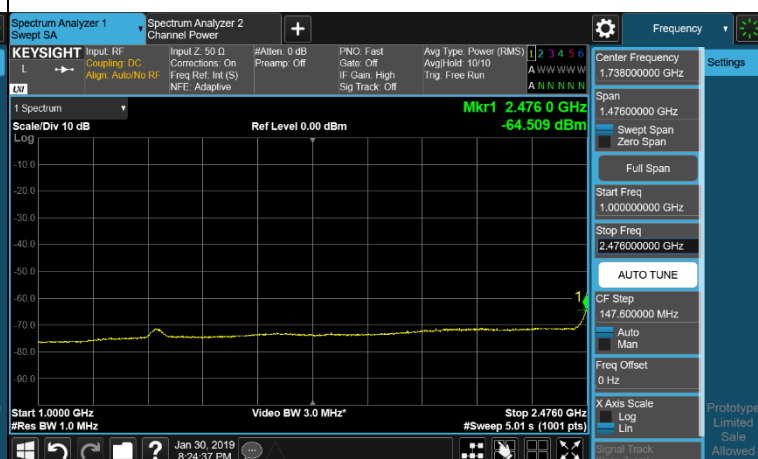 Spectrum Analyzer 1
Swept SA
Spectrum Analyzer 2
Channel Power
+
Frequency
KEYSIGHT
L
LXI
Input: RF
Coupling: DC
Align: Auto/No RF
Input Z: 50 Ω
Corrections: On
Freq Ref: Int (S)
NFE: Adaptive
#Atten: 0 dB
Preamp: Off
PNO: Fast
Gate: Off
IF Gain: High
Sig Track: Off
Avg Type: Power (RMS)
Avg|Hold: 10/10
Trig: Free Run
1 2 3 4 5 6
A W W W W W
A N N N N N
1 Spectrum
Scale/Div 10 dB
Log
Ref Level 0.00 dBm
Mkr1 2.476 0 GHz
-64.509 dBm
-10.0
-20.0
-30.0
-40.0
-50.0
-60.0
-70.0
-80.0
-90.0
1
Start 1.0000 GHz
#Res BW 1.0 MHz
Video BW 3.0 MHz*
Stop 2.4760 GHz
#Sweep 5.01 s (1001 pts)
Center Frequency
1.738000000 GHz
Span
1.47600000 GHz
Swept Span
Zero Span
Full Span
Start Freq
1.000000000 GHz
Stop Freq
2.476000000 GHz
AUTO TUNE
CF Step
147.600000 MHz
Auto
Man
Freq Offset
0 Hz
X Axis Scale
Log
Lin
Signal Track
Settings
Prototype
Limited
Sale
Allowed
?
Jan 30, 2019
8:24:37 PM